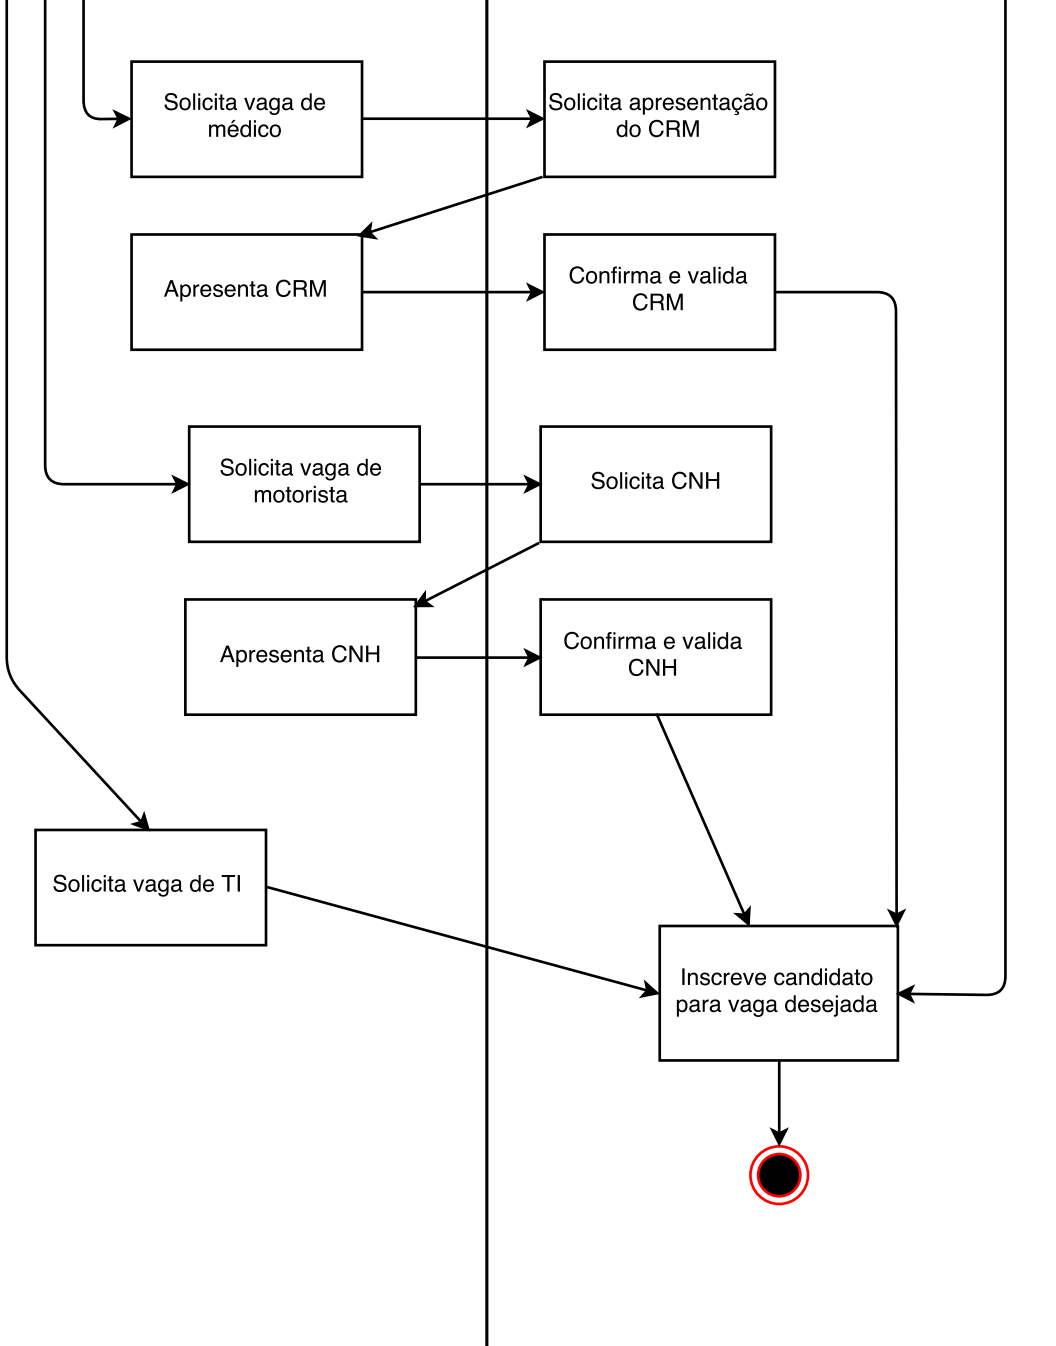 Solicita vaga de
médico
Solicita apresentação
do CRM
Apresenta CRM
Confirma e valida
CRM
Solicita vaga de
motorista
Solicita CNH
Apresenta CNH
Confirma e valida
CNH
Solicita vaga de TI
Inscreve candidato
para vaga desejada